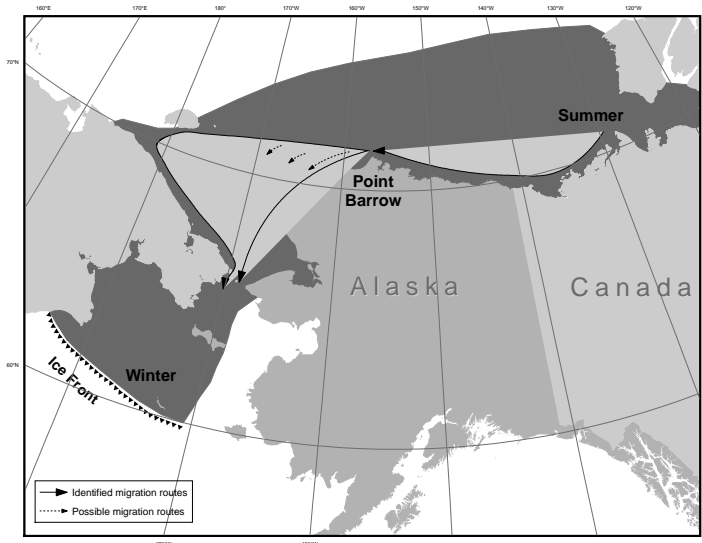 160°E
170°E
180°
170°W
160°W
150°W
140°W
130°W
120°W
70°N
Summer
Point
Barrow
Alaska
Canada
60°N
Ice Front
Winter
Identified migration routes
Possible migration routes